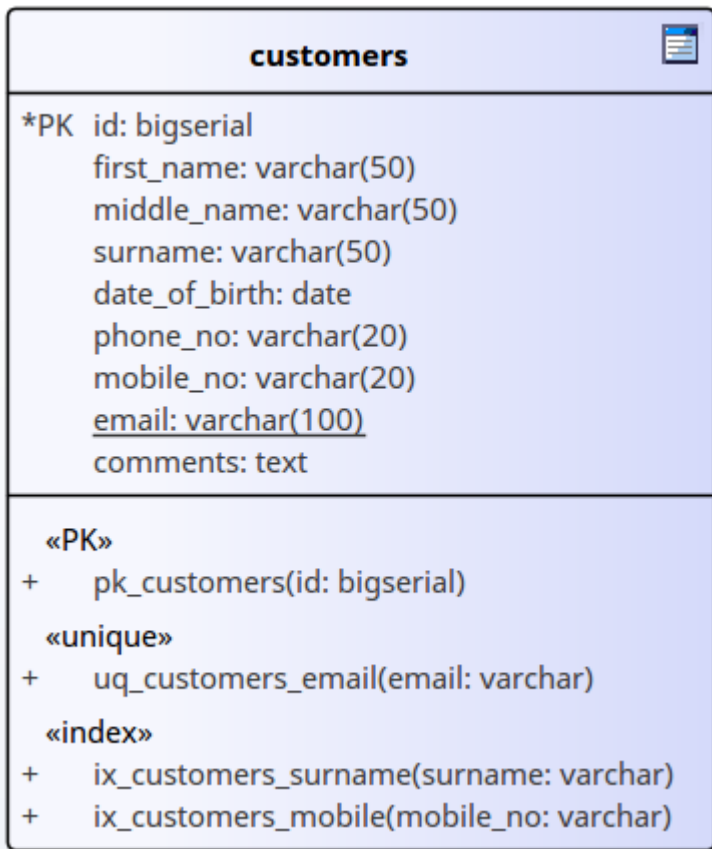 customers
*PK id: bigserial
first_name: varchar(50)
middle_name: varchar(50)
surname: varchar(50)
date_of_birth: date
phone_no: varchar(20)
mobile_no: varchar(20)
email: varchar(100)
comments: text
«PK»
+ pk_customers(id: bigserial)
«unique»
+ uq_customers_email(email: varchar)
«index»
+ ix_customers_surname(surname: varchar)
+ ix_customers_mobile(mobile_no: varchar)